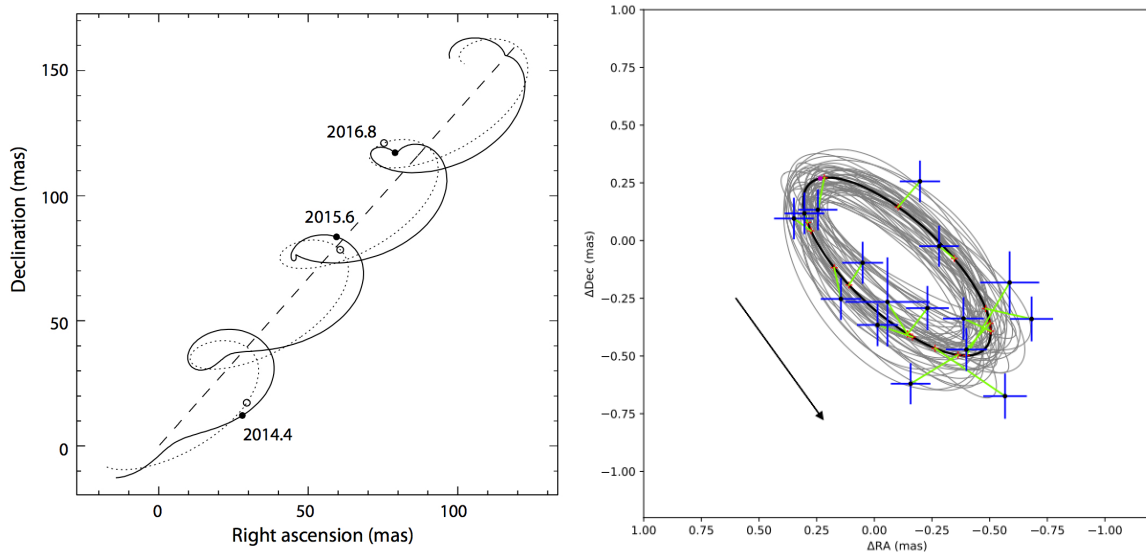 150
100
50
0
Declination (mas)
2016.8
2015.6
2014.4
0 50 100
Right ascension (mas)
1.00
0.75
0.50
0.25
0.00
−0.25
−0.50
−0.75
−1.00
ΔDec (mas)
1.00 0.75 0.50 0.25 0.00 −0.25 −0.50 −0.75 −1.00
ΔRA (mas)